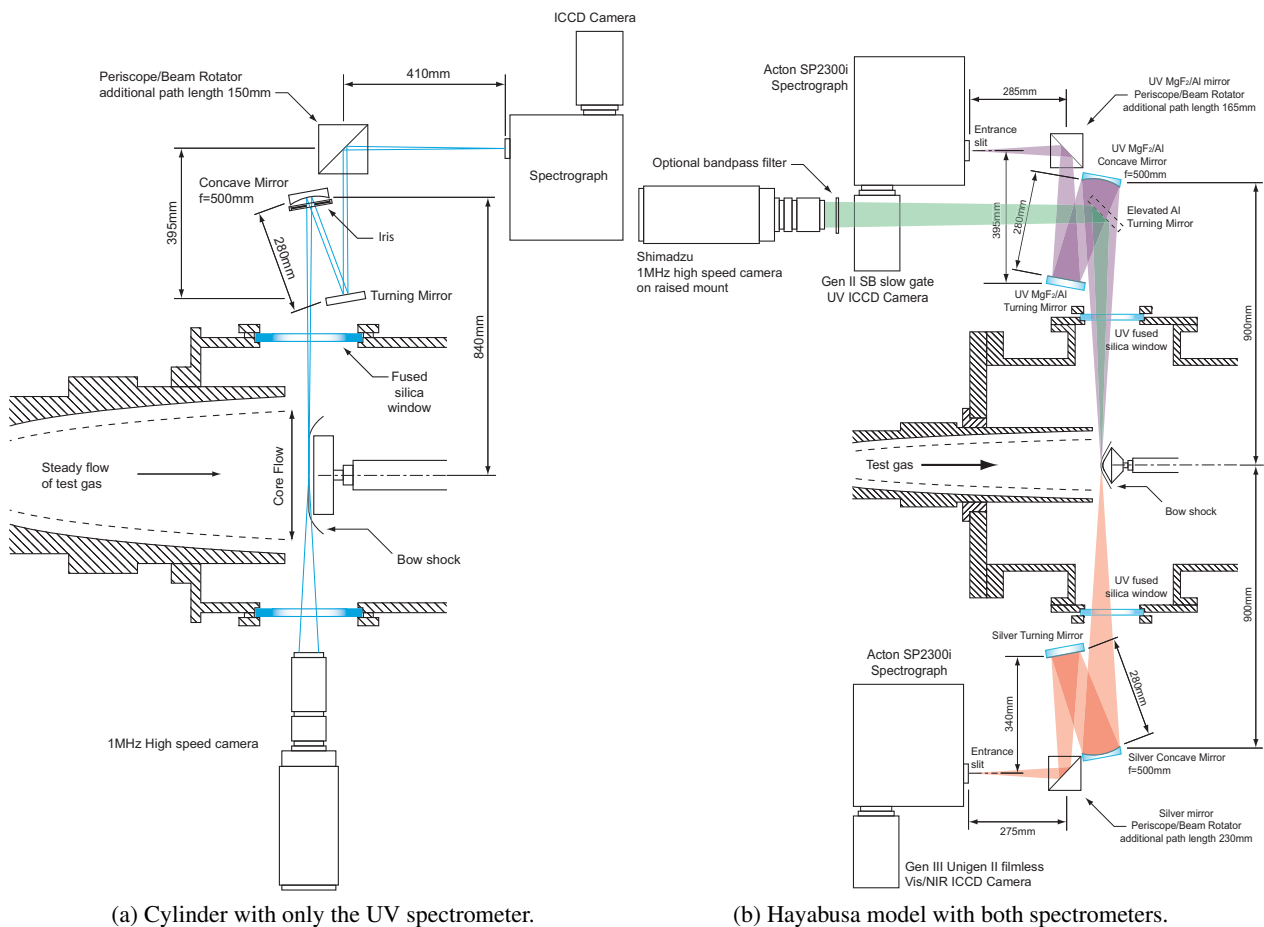 ICCD Camera
Periscope/Beam Rotator
additional path length 150mm
410mm
Concave Mirror
f=500mm
395mm
280mm
Iris
Spectrograph
Turning Mirror
840mm
Fused
silica
window
Steady flow
of test gas
Core Flow
Bow shock
1MHz High speed camera
(a) Cylinder with only the UV spectrometer.
Acton SP2300i
Spectrograph
285mm
UV MgF₂/Al mirror
Periscope/Beam Rotator
additional path length 165mm
Entrance
slit
UV MgF₂/Al
Concave Mirror
f=500mm
Optional bandpass filter
395mm
280mm
Elevated Al
Turning Mirror
Shimadzu
1MHz high speed camera
on raised mount
Gen II SB slow gate
UV ICCD Camera
UV MgF₂/Al
Turning Mirror
UV fused
silica window
900mm
Test gas
Bow shock
UV fused
silica window
900mm
Silver Turning Mirror
Acton SP2300i
Spectrograph
340mm
280mm
Entrance
slit
Silver Concave Mirror
f=500mm
275mm
Silver mirror
Periscope/Beam Rotator
additional path length 230mm
Gen III Unigen II filmless
Vis/NIR ICCD Camera
(b) Hayabusa model with both spectrometers.